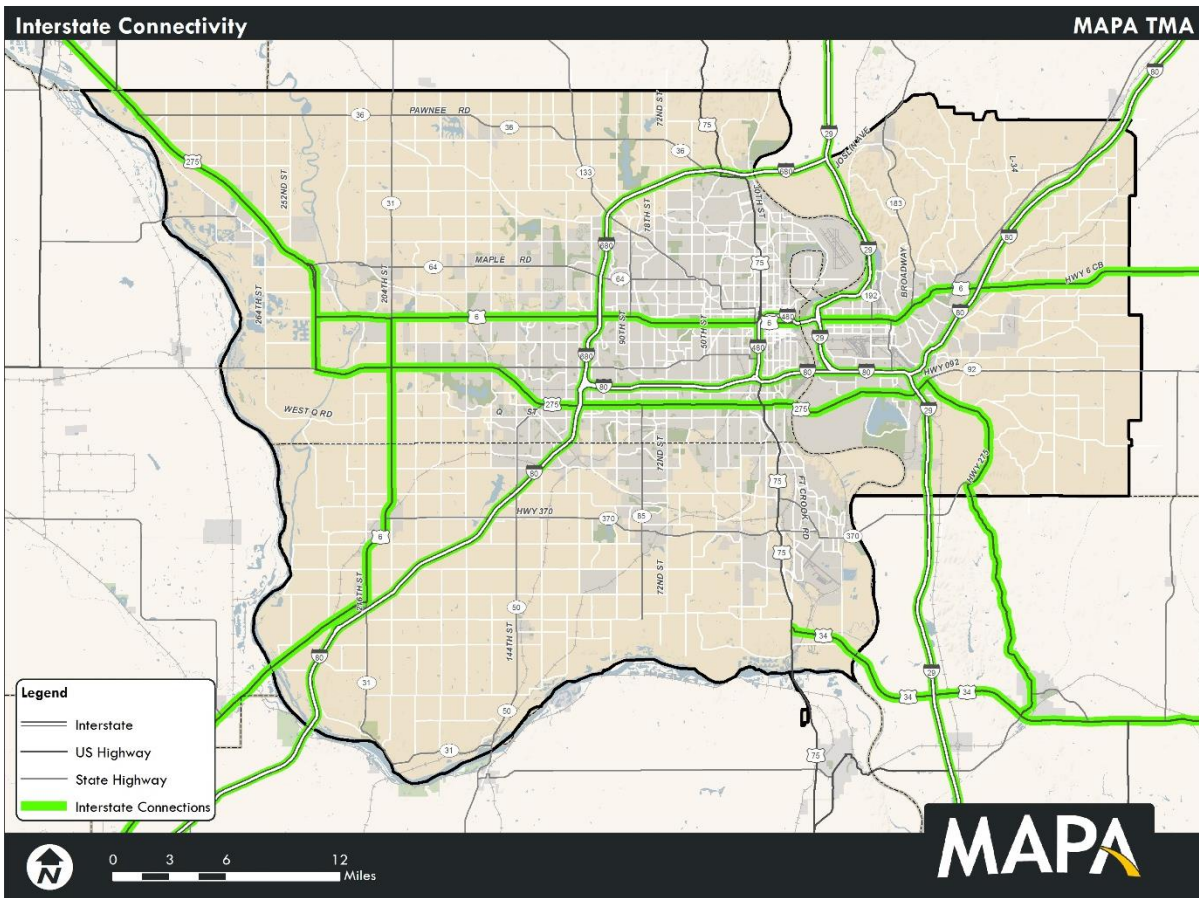 Interstate Connectivity
MAPA TMA
PAWNEE RD
36
36
36
72ND ST
75
29
JOSLIN AVE
680
80
L-34
275
252ND ST
133
31
30TH ST
183
78TH ST
680
64
MAPLE RD
64
75
29
80
BROADWAY
204TH ST
264TH ST
6
90TH ST
50TH ST
6
480
192
6
HWY 6 CB
80
29
680
480
80
80
80
HWY 092
92
WEST Q RD
275
Q ST
275
29
72ND ST
80
75
HWY 275
FT CROOK RD
HWY 370
370
85
370
6
75
72ND ST
216TH ST
50
144TH ST
34
80
31
29
34
34
50
31
75
Legend
Interstate
US Highway
State Highway
Interstate Connections
N
0 3 6 12
Miles
MAPA